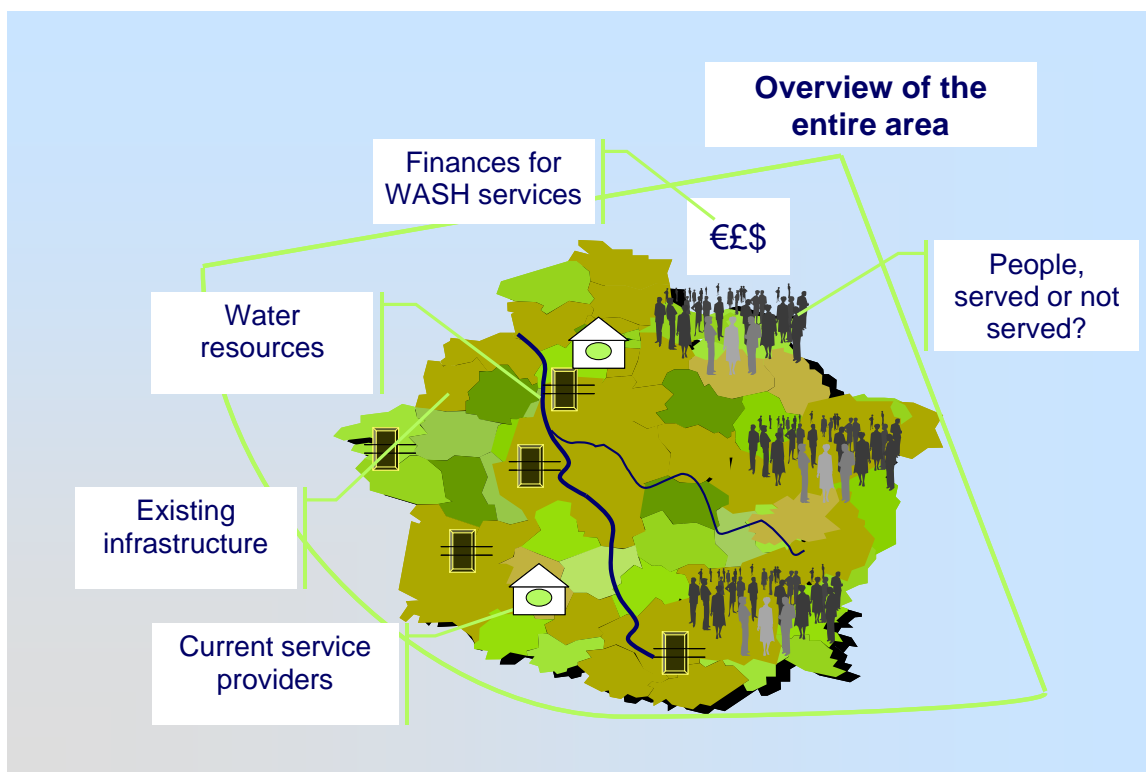 Overview of the
entire area
Finances for
WASH services
€£$
People,
served or not
served?
Water
resources
Existing
infrastructure
Current service
providers